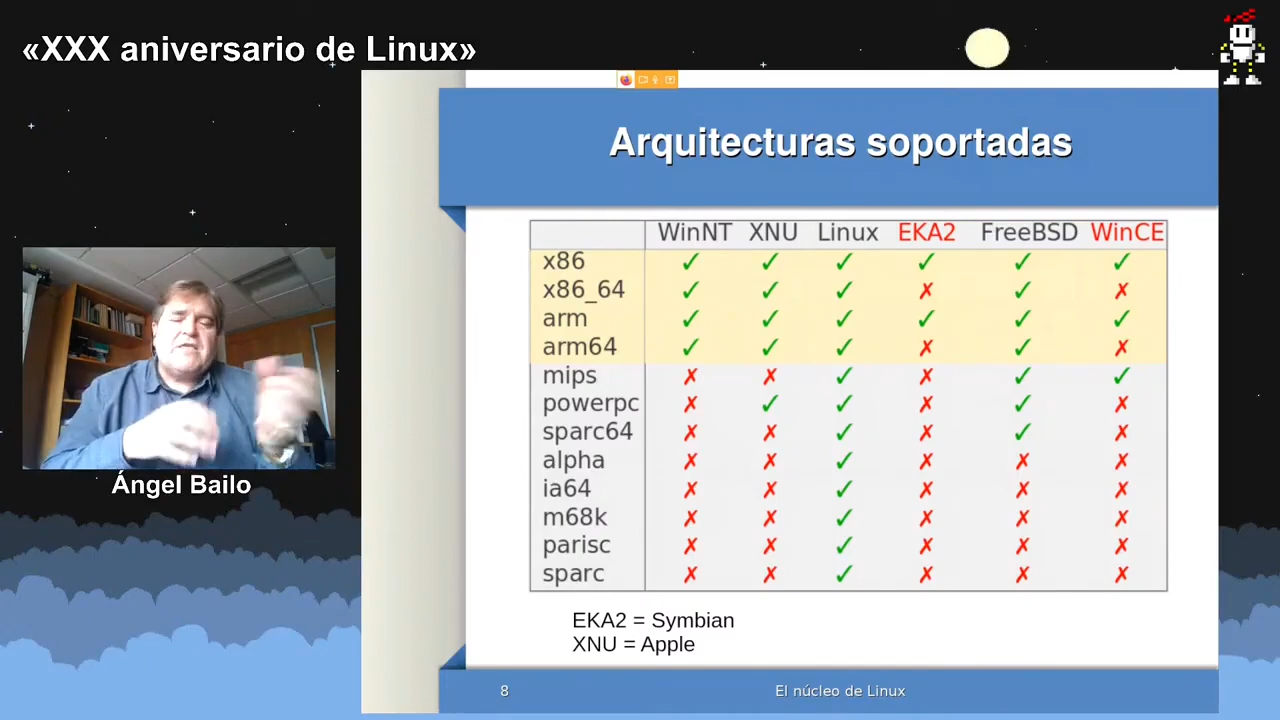 «XXX aniversario de Linux»
Arquitecturas soportadas
WinNT XNU Linux EKA2 FreeBSD WinCE
x86 ✓ ✓ ✓ ✓ ✓ ✓
x86_64 ✓ ✓ ✓ ✗ ✓ ✗
arm ✓ ✓ ✓ ✓ ✓ ✓
arm64 ✓ ✓ ✓ ✗ ✓ ✗
mips ✗ ✗ ✓ ✗ ✓ ✓
powerpc ✗ ✓ ✓ ✗ ✓ ✗
sparc64 ✗ ✗ ✓ ✗ ✓ ✗
alpha ✗ ✗ ✓ ✗ ✗ ✗
ia64 ✗ ✗ ✓ ✗ ✗ ✗
m68k ✗ ✗ ✓ ✗ ✗ ✗
parisc ✗ ✗ ✓ ✗ ✗ ✗
sparc ✗ ✗ ✓ ✗ ✗ ✗
EKA2 = Symbian
XNU = Apple
8 El núcleo de Linux
Ángel Bailo